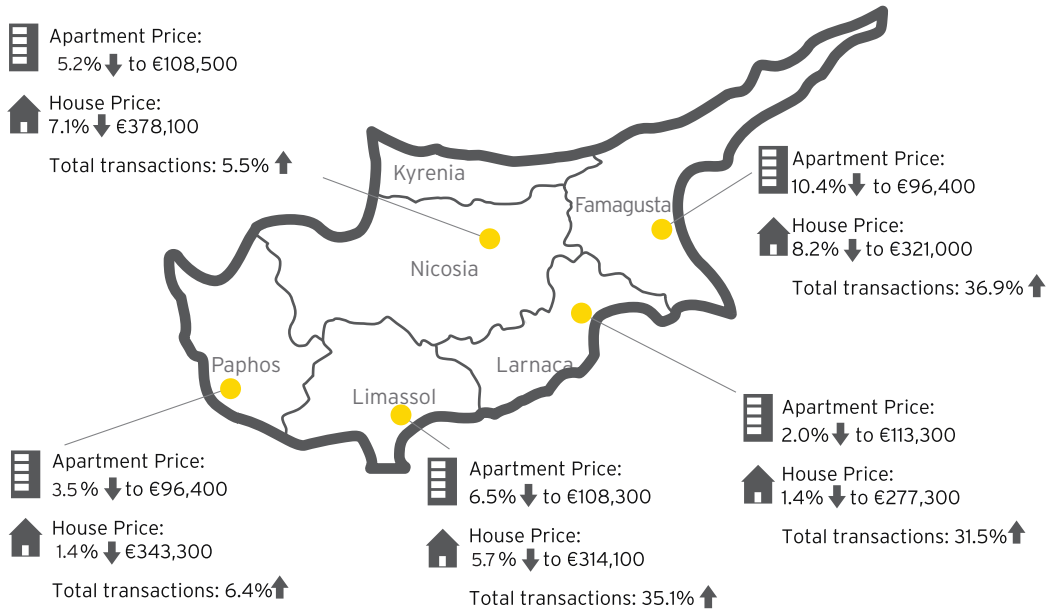 Apartment Price:
5.2% to €108,500
House Price:
7.1% €378,100
Total transactions: 5.5%
Kyrenia
Famagusta
Nicosia
Paphos
Limassol
Larnaca
Apartment Price:
10.4% to €96,400
House Price:
8.2% to €321,000
Total transactions: 36.9%
Apartment Price:
2.0% to €113,300
House Price:
1.4% to €277,300
Total transactions: 31.5%
Apartment Price:
3.5% to €96,400
House Price:
1.4% €343,300
Total transactions: 6.4%
Apartment Price:
6.5% to €108,300
House Price:
5.7% to €314,100
Total transactions: 35.1%